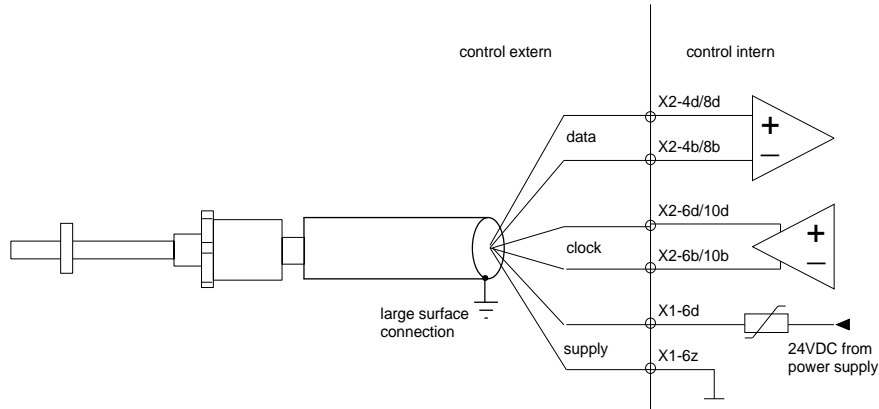 control extern
control intern
X2-4d/8d
+
data
–
X2-4b/8b
X2-6d/10d
+
clock
–
X2-6b/10b
large surface
connection
X1-6d
supply
24VDC from
power supply
X1-6z